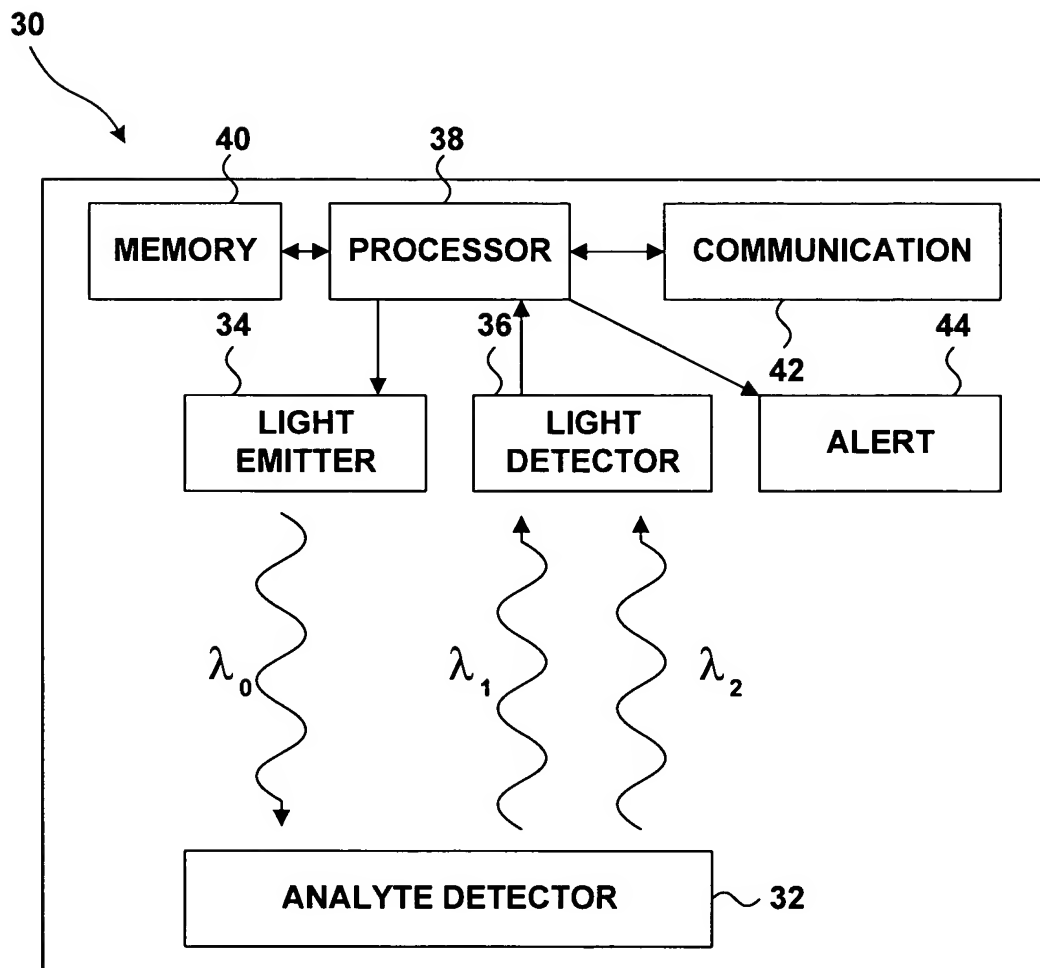 30
40
38
MEMORY
PROCESSOR
COMMUNICATION
34
36
42
44
LIGHT
EMITTER
LIGHT
DETECTOR
ALERT
λ0
λ1
λ2
ANALYTE DETECTOR
32